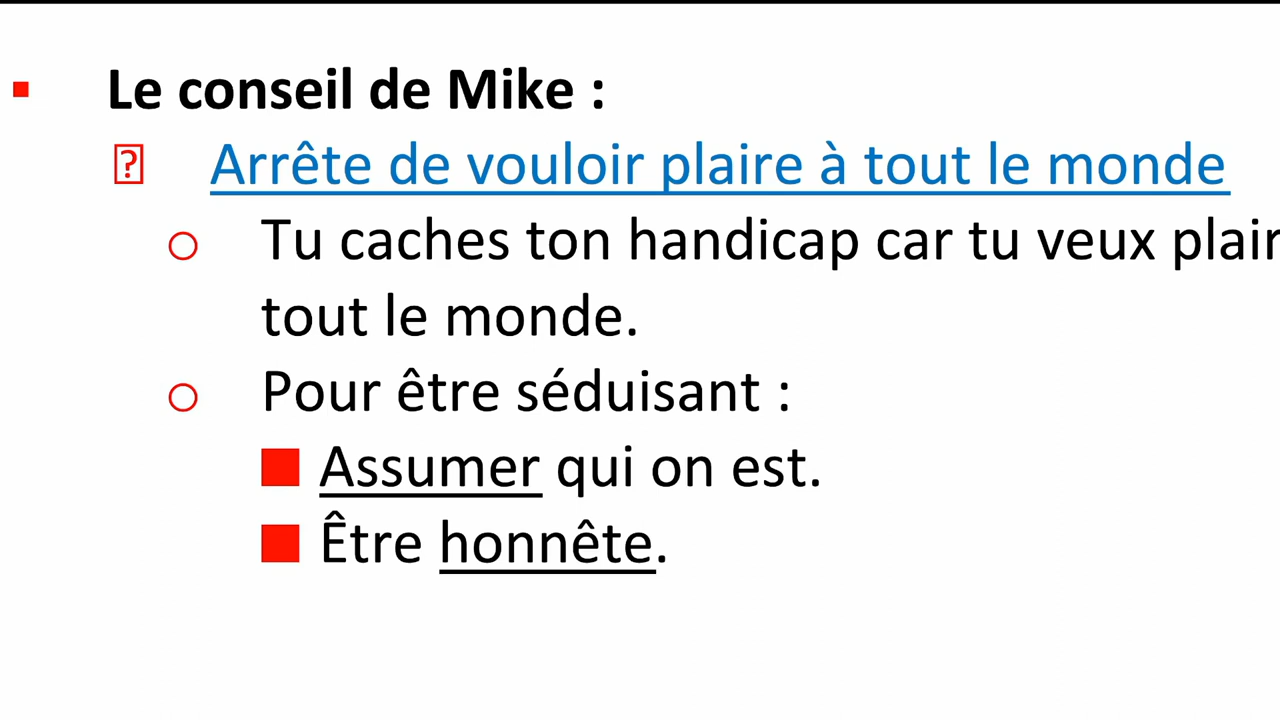 Le conseil de Mike :
Arrête de vouloir plaire à tout le monde
Tu caches ton handicap car tu veux plair
tout le monde.
Pour être séduisant :
Assumer qui on est.
Être honnête.